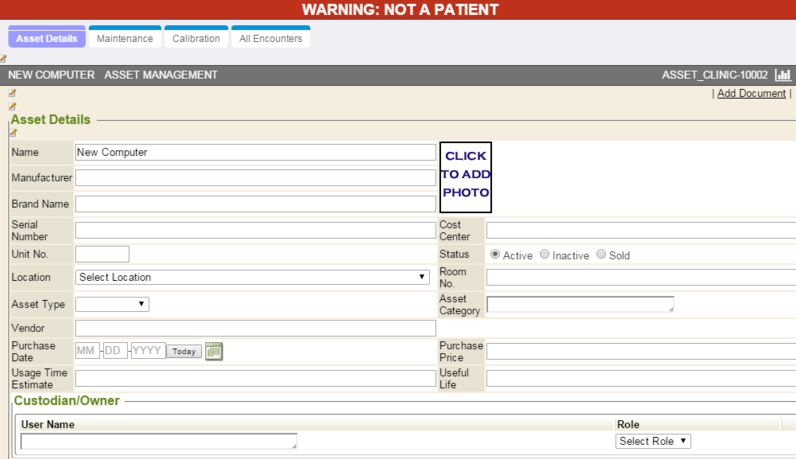 WARNING: NOT A PATIENT
Asset Details Maintenance Calibration All Encounters
NEW COMPUTER ASSET MANAGEMENT ASSET_CLINIC-10002
| Add Document |
Asset Details
Name New Computer
CLICK
TO ADD
PHOTO
Manufacturer
Brand Name
Serial
Number
Cost
Center
Unit No. Status Active Inactive Sold
Location Select Location
Room
No.
Asset Type
Asset
Category
Vendor
Purchase
Date
MM - DD - YYYY Today
Purchase
Price
Usage Time
Estimate
Useful
Life
Custodian/Owner
User Name Role
Select Role